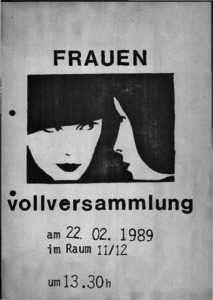 FRAUEN
vollversammlung
am 22. 02. 1989
im Raum 11/12
um 13.30h